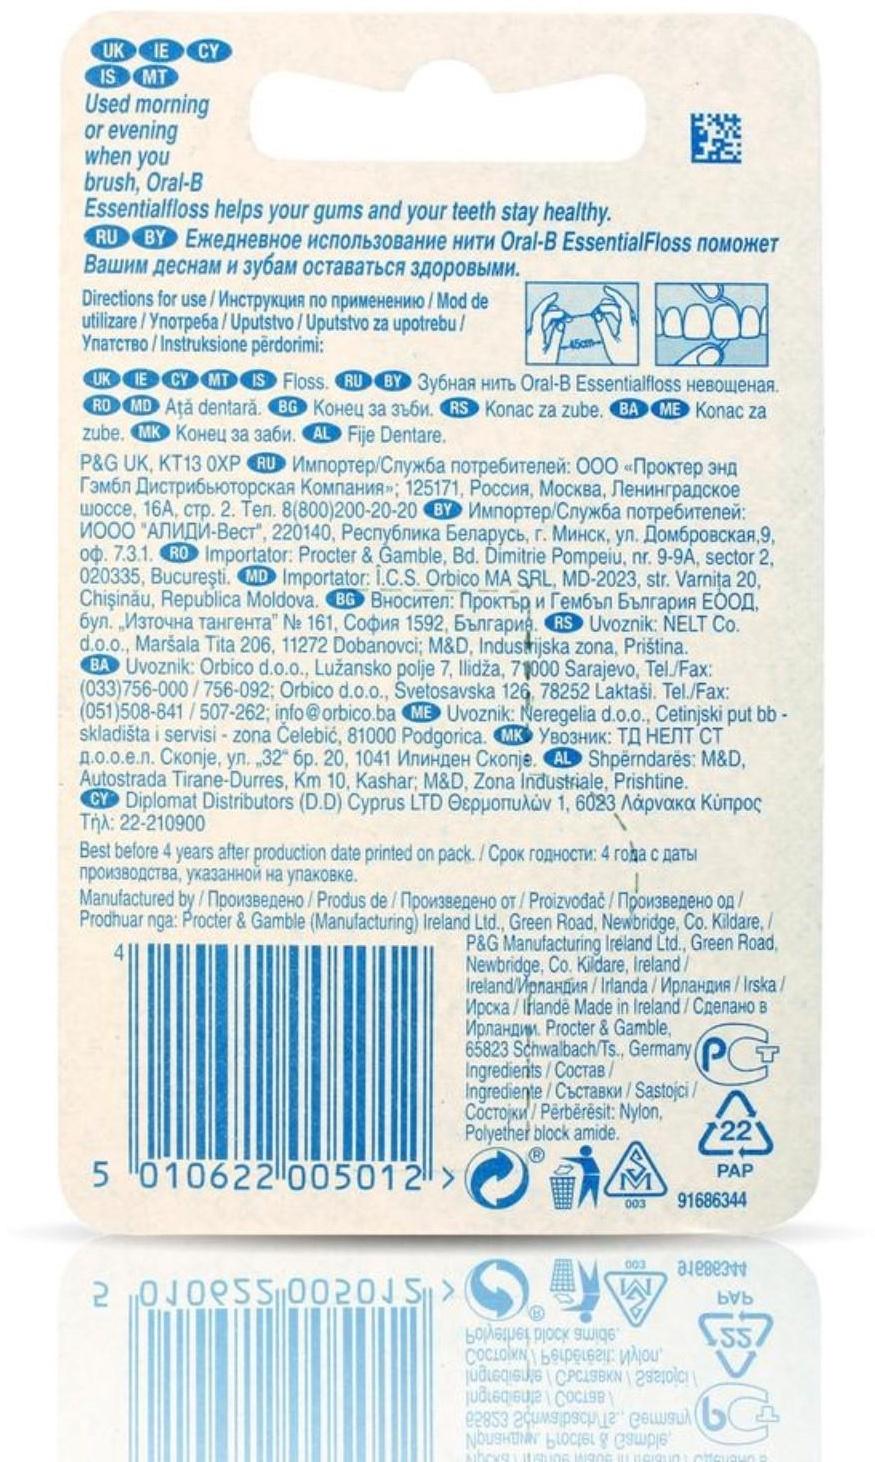 UK IE CY
IS MT
Used morning
or evening
when you
brush, Oral-B
Essentialfloss helps your gums and your teeth stay healthy.
RU BY Ежедневное использование нити Oral-B EssentialFloss поможет
Вашим деснам и зубам оставаться здоровыми.
Directions for use / Инструкция по применению / Mod de
utilizare / Употреба / Uputstvo / Uputstvo za upotrebu /
Упатство / Instruksione përdorimi:
45cm
UK IE CY MT IS Floss. RU BY Зубная нить Oral-B Essentialfloss невощеная.
RO MD Aţă dentară. BG Конец за зъби. RS Konac za zube. BA ME Konac za
zube. MK Конец за заби. AL Fije Dentare.
P&G UK, KT13 0XP RU Импортер/Служба потребителей: ООО «Проктер энд
Гэмбл Дистрибьюторская Компания»; 125171, Россия, Москва, Ленинградское
шоссе, 16А, стр. 2. Тел. 8(800)200-20-20 BY Импортер/Служба потребителей:
ИООО "АЛИДИ-Вест", 220140, Республика Беларусь, г. Минск, ул. Домбровская,9,
оф. 7.3.1. RO Importator: Procter & Gamble, Bd. Dimitrie Pompeiu, nr. 9-9A, sector 2,
020335, Bucureşti. MD Importator: Î.C.S. Orbico MA SRL, MD-2023, str. Varniţa 20,
Chişinău, Republica Moldova. BG Вносител: Проктър и Гембъл България ЕООД,
бул. „Източна тангента" № 161, София 1592, България. RS Uvoznik: NELT Co.
d.o.o., Maršala Tita 206, 11272 Dobanovci; M&D, Industrijska zona, Priština.
BA Uvoznik: Orbico d.o.o., Lužansko polje 7, Ilidža, 71000 Sarajevo, Tel./Fax:
(033)756-000 / 756-092; Orbico d.o.o., Svetosavska 126, 78252 Laktaši. Tel./Fax:
(051)508-841 / 507-262; info@orbico.ba ME Uvoznik: Neregelia d.o.o., Cetinjski put bb -
skladišta i servisi - zona Čelebić, 81000 Podgorica. MK Увозник: ТД НЕЛТ СТ
д.о.о.е.л. Скопје, ул. „32“ бр. 20, 1041 Илинден Скопје. AL Shpërndarës: M&D,
Autostrada Tirane-Durres, Km 10, Kashar; M&D, Zona Industriale, Prishtine.
CY Diplomat Distributors (D.D) Cyprus LTD Θερμοπυλών 1, 6023 Λάρνακα Κύπρος
Τήλ: 22-210900
Best before 4 years after production date printed on pack. / Срок годности: 4 года с даты
производства, указанной на упаковке.
Manufactured by / Произведено / Produs de / Произведено от / Proizvođač / Произведено од /
Prodhuar nga: Procter & Gamble (Manufacturing) Ireland Ltd., Green Road, Newbridge, Co. Kildare, /
P&G Manufacturing Ireland Ltd., Green Road,
Newbridge, Co. Kildare, Ireland /
Ireland/Ирландия / Irlanda / Ирландия / Irska /
Ирска / Irlandë Made in Ireland / Сделано в
Ирландии. Procter & Gamble,
65823 Schwalbach/Ts., Germany
Ingredients / Состав /
Ingrediente / Съставки / Sastojci /
Состојки / Përbërësit: Nylon,
Polyether block amide.
РСТ
22
PAP
4
5 010622 005012 >
®
SM
003
91686344